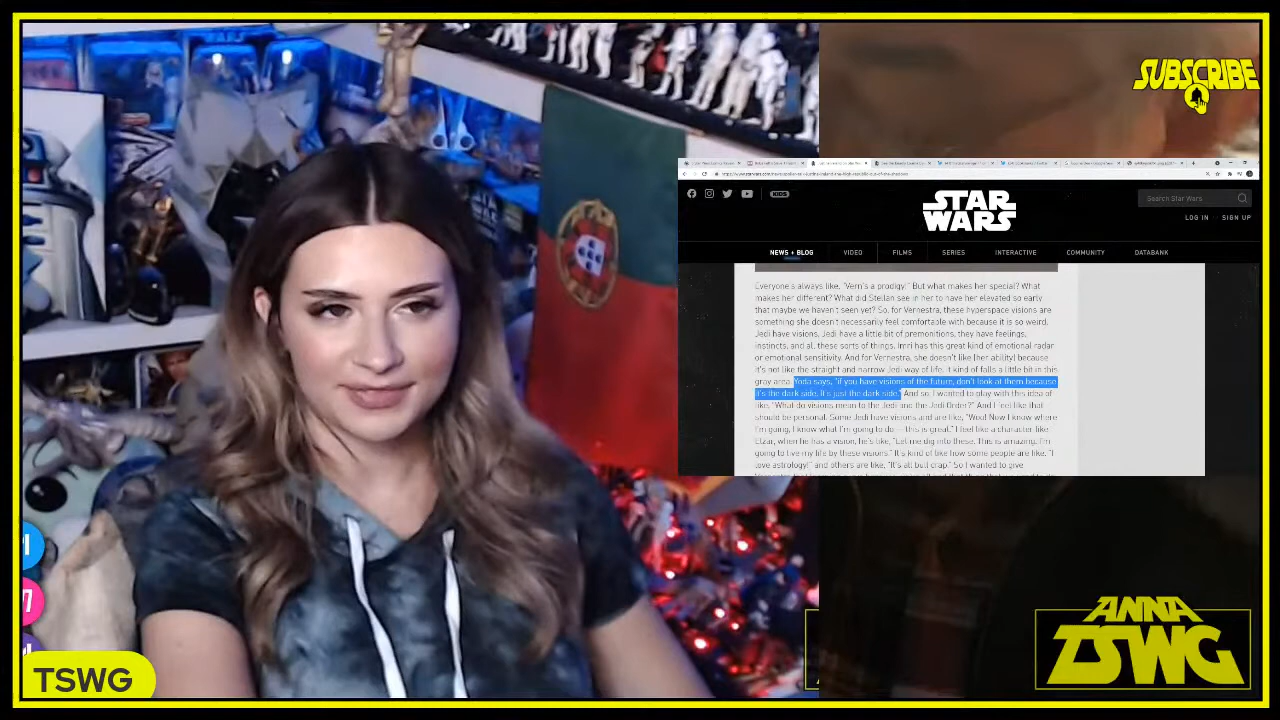 SUBSCRIBE
STAR
WARS
KIDS
Search Star Wars
LOG IN
SIGN UP
NEWS + BLOG
VIDEO
FILMS
SERIES
INTERACTIVE
COMMUNITY
DATABANK
Everyone's always like, "Vern's a prodigy!" But what makes her special? What
makes her different? What did Stellan see in her to have her elevated so early
that maybe we haven't seen yet? So, for Vernestra, these hyperspace visions are
something she doesn't necessarily feel comfortable with because it is so weird.
Jedi have visions, Jedi have a little bit of premonitions, they have feelings,
instincts, and all these sorts of things. Imri has this great kind of emotional radar
or emotional sensitivity. And for Vernestra, she doesn't like [her ability] because
it's not like the straight and narrow Jedi way of life. It kind of falls a little bit in this
gray area. Yoda says, "if you have visions of the future, don't look at them because
it's the dark side. It's just the dark side." And so, I wanted to play with this idea of
like, "What do visions mean to the Jedi and the Jedi Order?" And I feel like that
should be personal. Some Jedi have visions and are like, "Woo! Now I know where
I'm going, I know what I'm going to do — this is great." I feel like a character like
Elzar, when he has a vision, he's like, "Let me dig into these. This is amazing. I'm
going to live my life by these visions." It's kind of like how some people are like, "I
love astrology!" and others are like, "It's all bull crap." So I wanted to give
ANNA
TSWG
TSWG